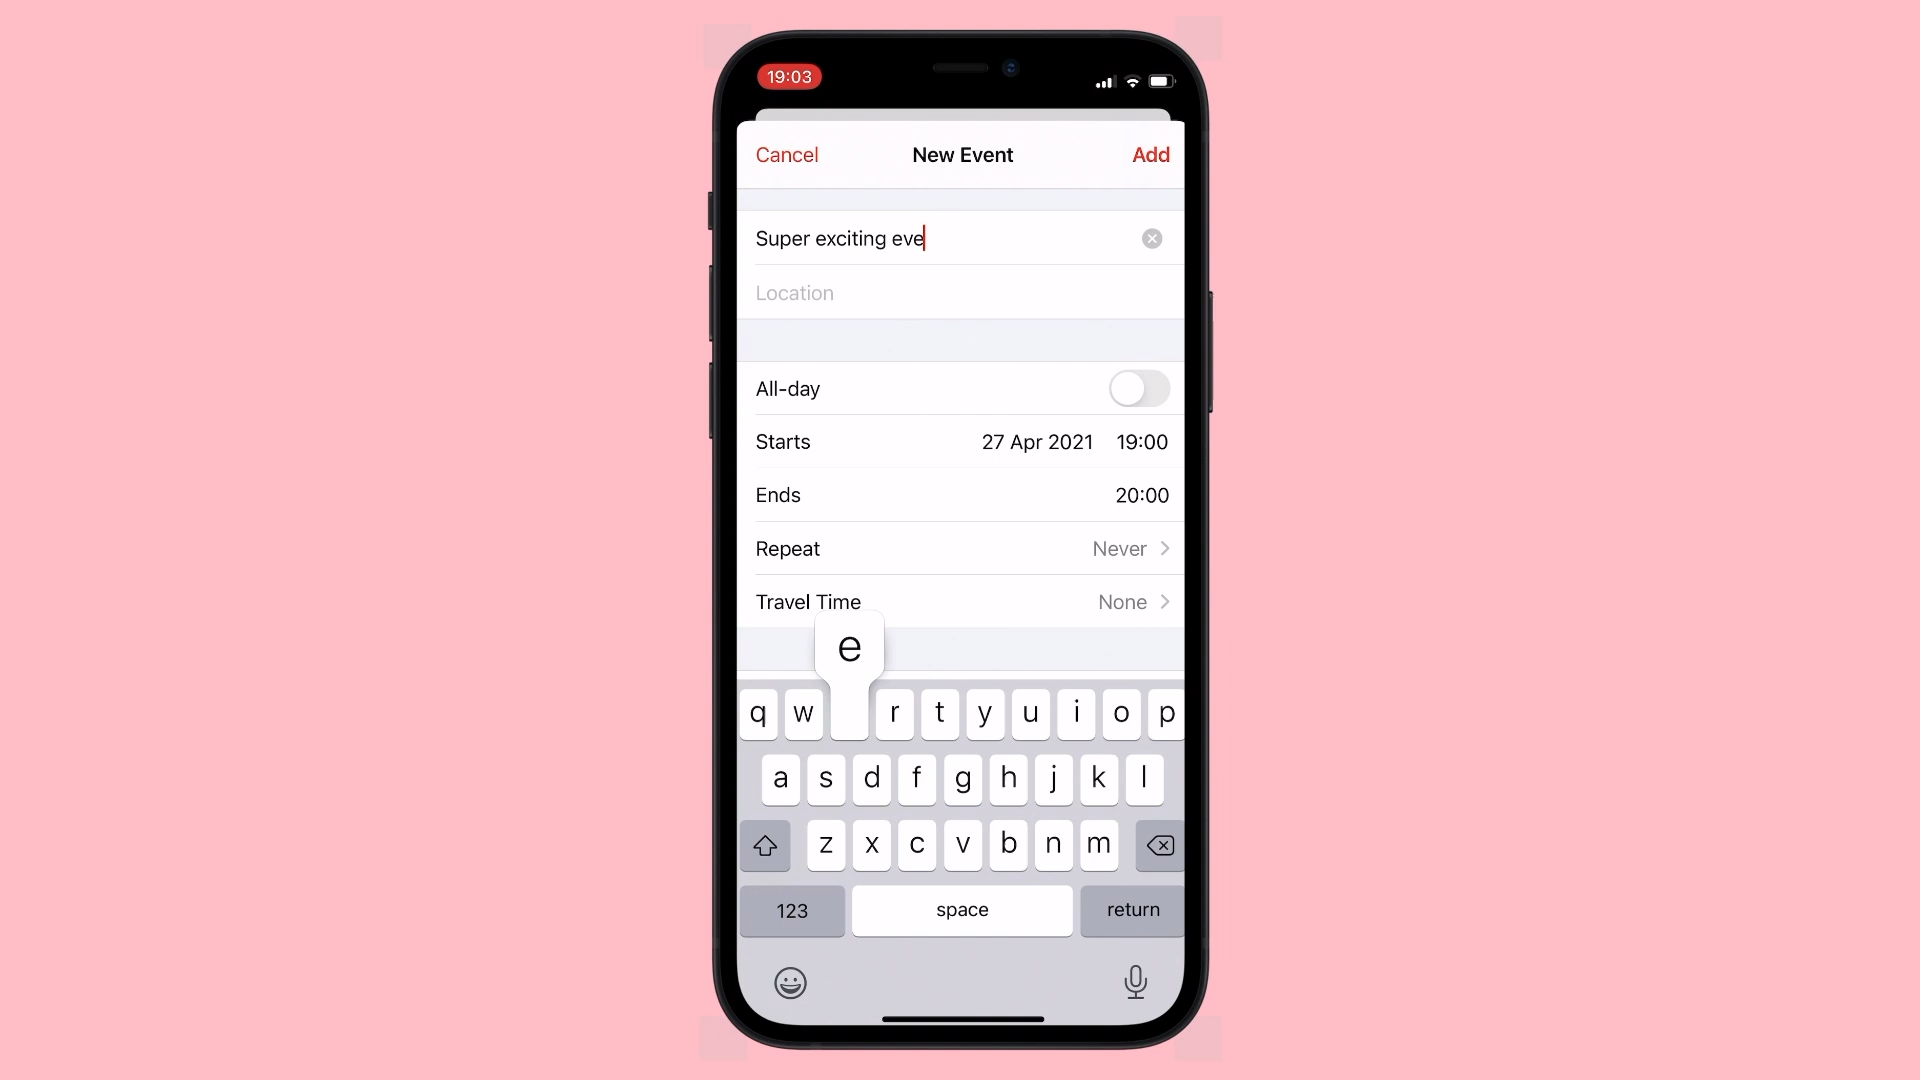 19:03
Cancel New Event Add
Super exciting eve
Location
All-day
Starts 27 Apr 2021 19:00
Ends 20:00
Repeat Never
Travel Time None
e
q w r t y u i o p
a s d f g h j k l
z x c v b n m
123 space return